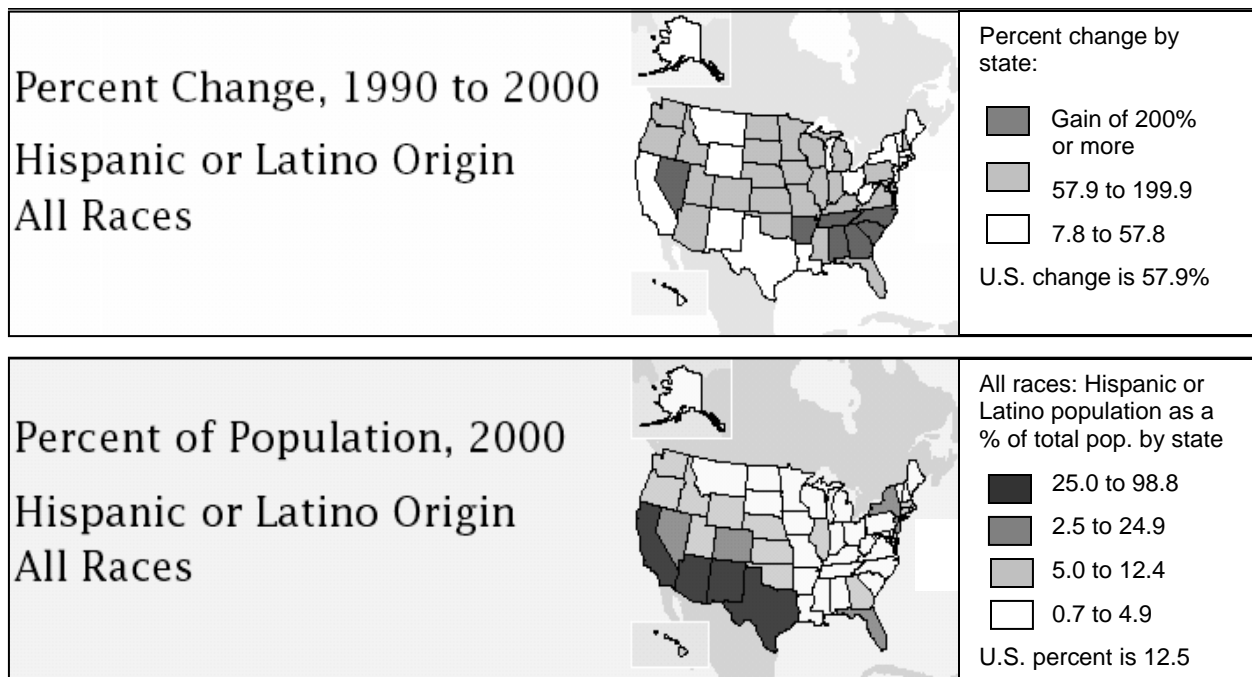 Percent Change, 1990 to 2000
Hispanic or Latino Origin
All Races
Percent change by
state:
Gain of 200%
or more
57.9 to 199.9
7.8 to 57.8
U.S. change is 57.9%
Percent of Population, 2000
Hispanic or Latino Origin
All Races
All races: Hispanic or
Latino population as a
% of total pop. by state
25.0 to 98.8
2.5 to 24.9
5.0 to 12.4
0.7 to 4.9
U.S. percent is 12.5